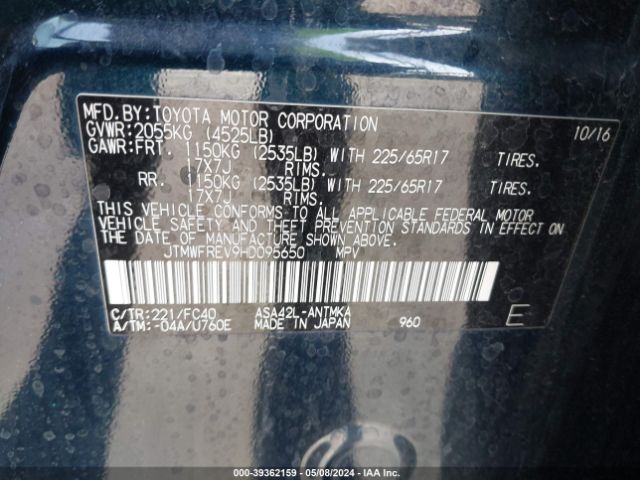 MFD.BY:TOYOTA MOTOR CORPORATION 10/16
GVWR:2055KG (4525LB)
GAWR:FRT. 1150KG (2535LB) WITH 225/65R17 TIRES.
17X7J RIMS.
RR. 1150KG (2535LB) WITH 225/65R17 TIRES.
17X7J RIMS.
THIS VEHICLE CONFORMS TO ALL APPLICABLE FEDERAL MOTOR
VEHICLE SAFETY AND THEFT PREVENTION STANDARDS IN EFFECT ON
THE DATE OF MANUFACTURE SHOWN ABOVE.
JTMWFREV9HD095650 MPV
C/TR:221/FC40 ASA42L-ANTMKA
A/TM:-04A/U760E MADE IN JAPAN 960 E
000-39362159 - 05/08/2024 - IAA Inc.